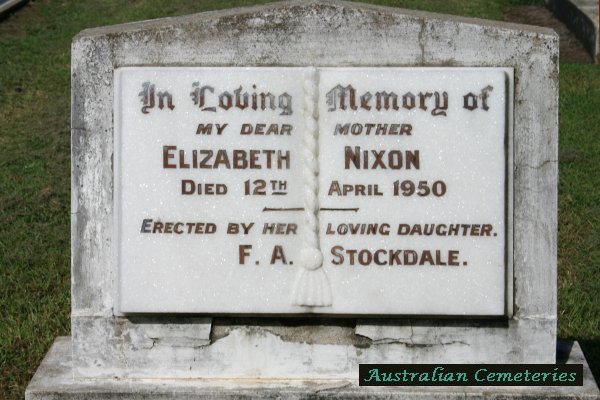 In Loving Memory of
MY DEAR MOTHER
ELIZABETH NIXON
DIED 12TH APRIL 1950
ERECTED BY HER LOVING DAUGHTER.
F. A. STOCKDALE.
Australian Cemeteries